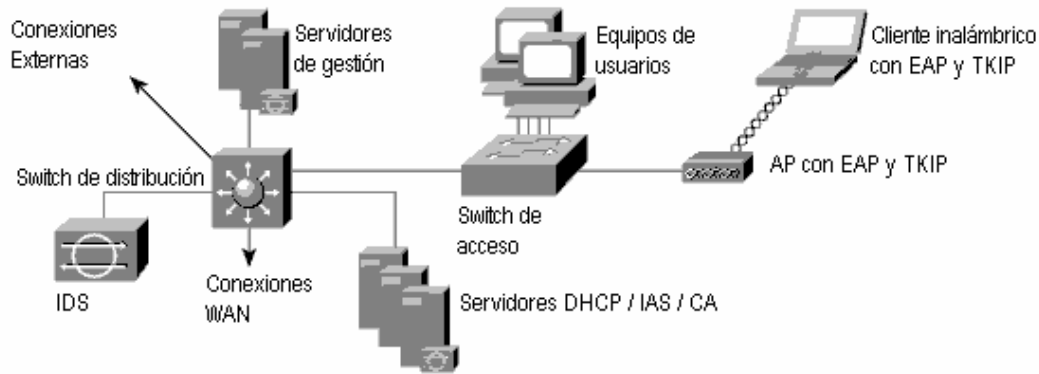 Conexiones
Externas
Servidores
de gestión
Equipos de
usuarios
Cliente inalámbrico
con EAP y TKIP
Switch de distribución
AP con EAP y TKIP
Switch de
acceso
IDS
Conexiones
WAN
Servidores DHCP / IAS / CA